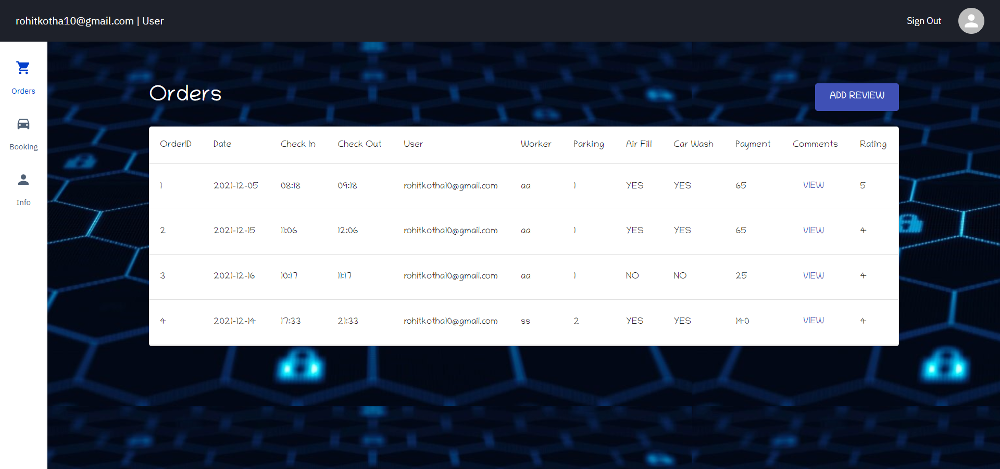 rohitkotha10@gmail.com | User
Sign Out
Orders
Booking
Info
Orders
ADD REVIEW
OrderID Date Check In Check Out User Worker Parking Air Fill Car Wash Payment Comments Rating
1 2021-12-05 08:18 09:18 rohitkotha10@gmail.com aa 1 YES YES 65 VIEW 5
2 2021-12-15 11:06 12:06 rohitkotha10@gmail.com aa 1 YES YES 65 VIEW 4
3 2021-12-16 10:17 11:17 rohitkotha10@gmail.com aa 1 NO NO 25 VIEW 4
4 2021-12-14 17:33 21:33 rohitkotha10@gmail.com ss 2 YES YES 140 VIEW 4